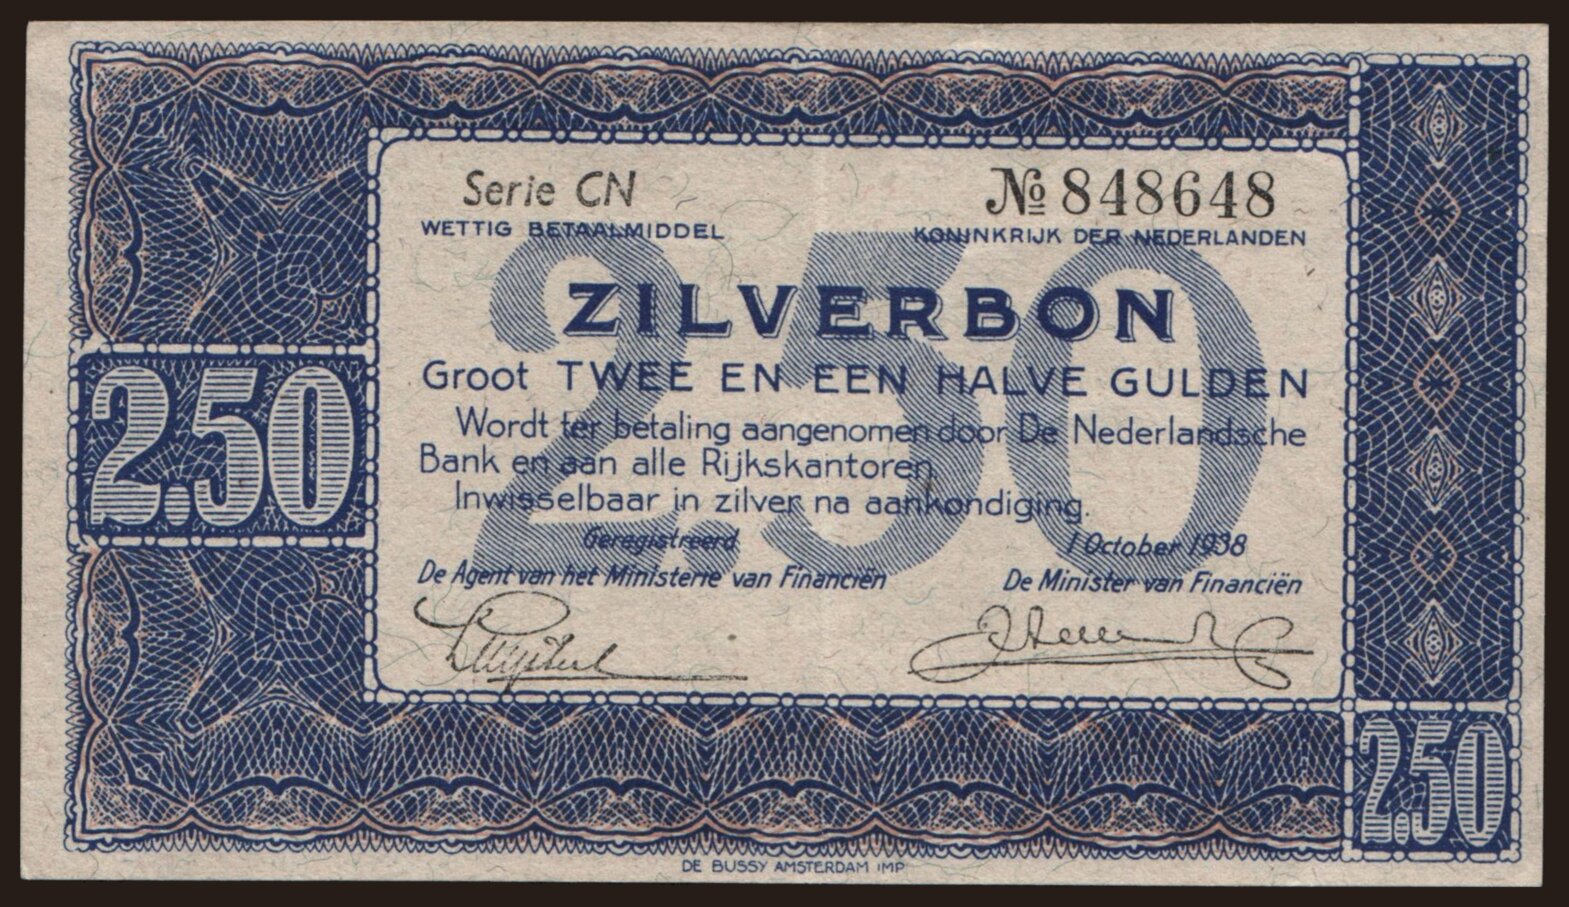 Serie CN
№ 848648
WETTIG BETAALMIDDEL
KONINKRIJK DER NEDERLANDEN
2.50
ZILVERBON
Groot TWEE EN EEN HALVE GULDEN
Wordt ter betaling aangenomen door De Nederlandsche
Bank en aan alle Rijkskantoren.
Inwisselbaar in zilver na aankondiging.
2.50
Geregistreerd
1 October 1938
De Agent van het Ministerie van Financiën
De Minister van Financiën
2.50
DE BUSSY AMSTERDAM IMP